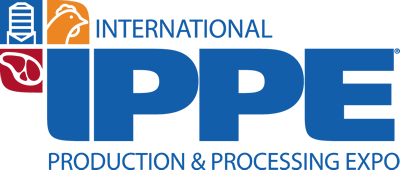 INTERNATIONAL
IPPE®
PRODUCTION & PROCESSING EXPO